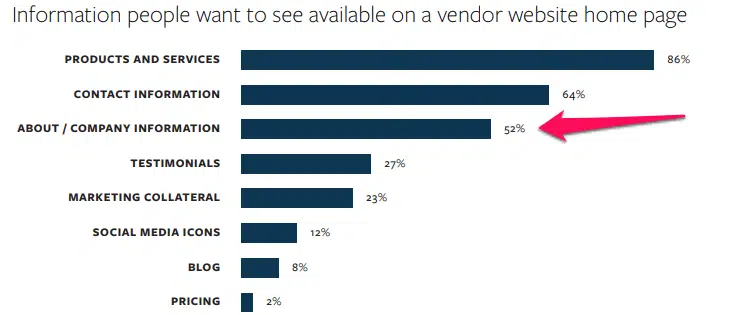 Information people want to see available on a vendor website home page
PRODUCTS AND SERVICES 86%
CONTACT INFORMATION 64%
ABOUT / COMPANY INFORMATION 52%
TESTIMONIALS 27%
MARKETING COLLATERAL 23%
SOCIAL MEDIA ICONS 12%
BLOG 8%
PRICING 2%